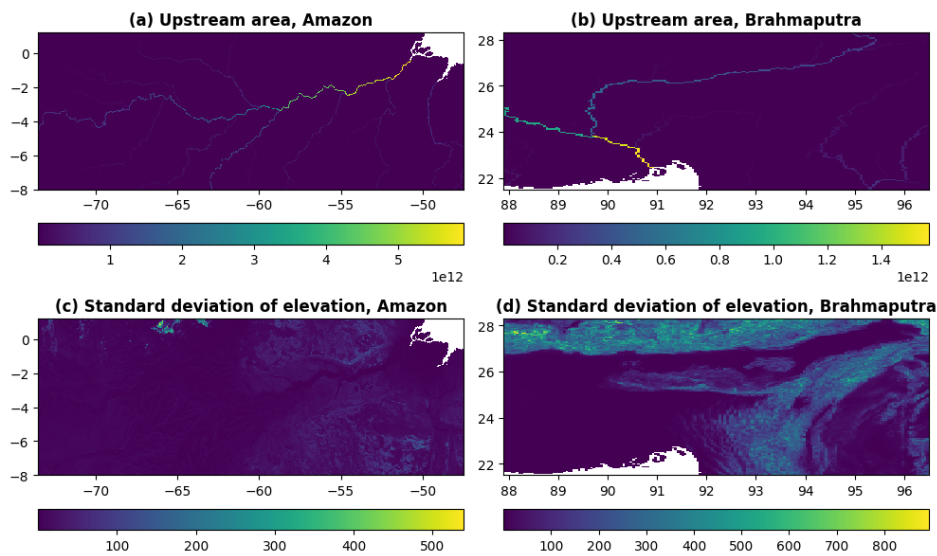 (a) Upstream area, Amazon
0
−2
−4
−6
−8
−70 −65 −60 −55 −50
1 2 3 4 5
1e12
(b) Upstream area, Brahmaputra
28
26
24
22
88 89 90 91 92 93 94 95 96
0.2 0.4 0.6 0.8 1.0 1.2 1.4
1e12
(c) Standard deviation of elevation, Amazon
0
−2
−4
−6
−8
−70 −65 −60 −55 −50
100 200 300 400 500
(d) Standard deviation of elevation, Brahmaputra
28
26
24
22
88 89 90 91 92 93 94 95 96
100 200 300 400 500 600 700 800